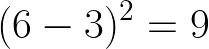 (6 − 3)² = 9